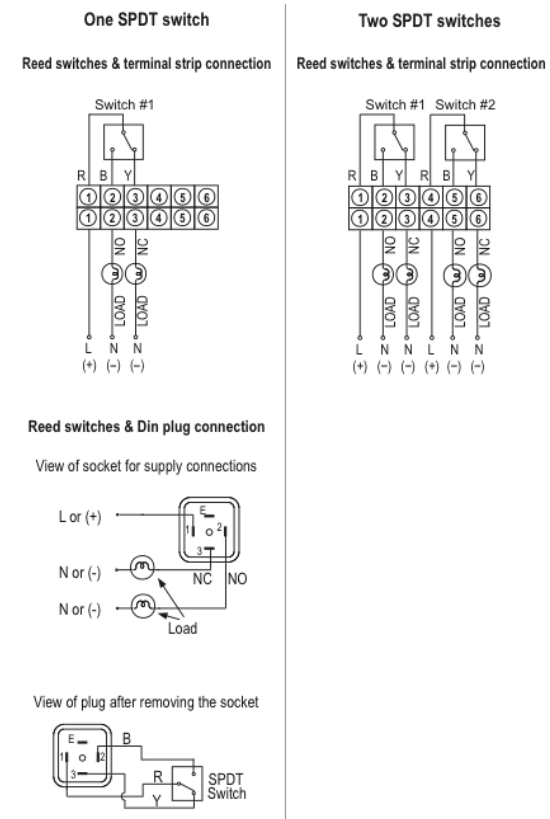 One SPDT switch
Reed switches & terminal strip connection
Switch #1
R B Y
1 2 3 4 5 6
1 2 3 4 5 6
NO NC
LOAD LOAD
L N N
(+) (–) (–)
Reed switches & Din plug connection
View of socket for supply connections
L or (+)
E
1 2
3
N or (-)
NC NO
N or (-)
Load
View of plug after removing the socket
E
B
1 2
3
R
SPDT
Switch
Y
Two SPDT switches
Reed switches & terminal strip connection
Switch #1 Switch #2
R B Y R B Y
1 2 3 4 5 6
1 2 3 4 5 6
NO NC NO NC
LOAD LOAD LOAD LOAD
L N N L N N
(+) (–) (–) (+) (–) (–)